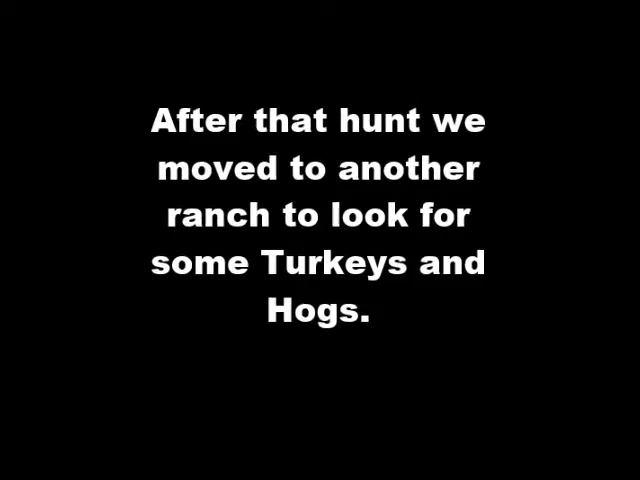 After that hunt we
moved to another
ranch to look for
some Turkeys and
Hogs.